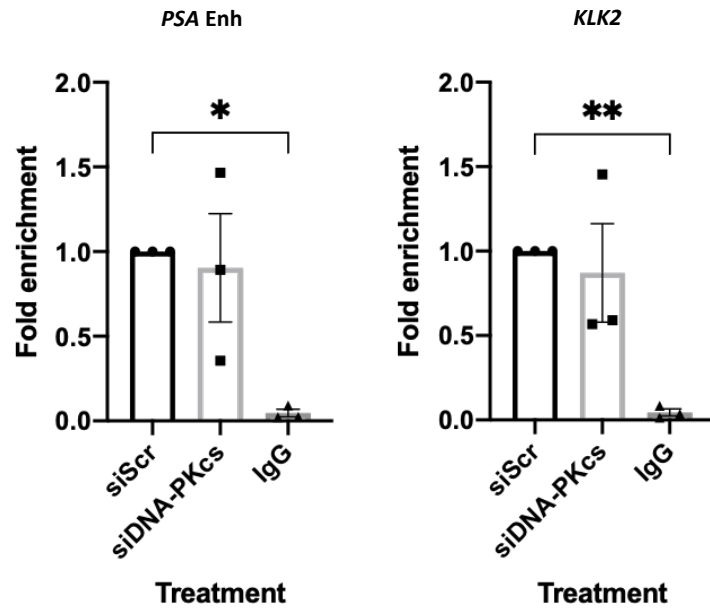 PSA Enh
2.0
1.5
1.0
0.5
0.0
Fold enrichment
*
siScr
siDNA-PKcs
IgG
Treatment
KLK2
2.0
1.5
1.0
0.5
0.0
Fold enrichment
**
siScr
siDNA-PKcs
IgG
Treatment